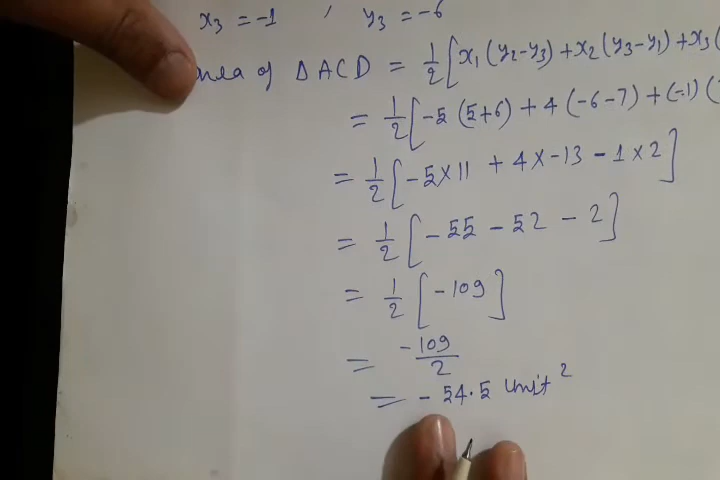 x₃ = -1 , y₃ = -6
of ΔACD = 1/2 [x₁ (y₂-y₃) + x₂ (y₃-y₁) + x₃ (
= 1/2 [-5 (5+6) + 4 (-6-7) + (-1) (
= 1/2 [-5×11 + 4×-13 - 1×2]
= 1/2 [-55 - 52 - 2]
= 1/2 [-109]
= -109/2
= -54.5 unit²